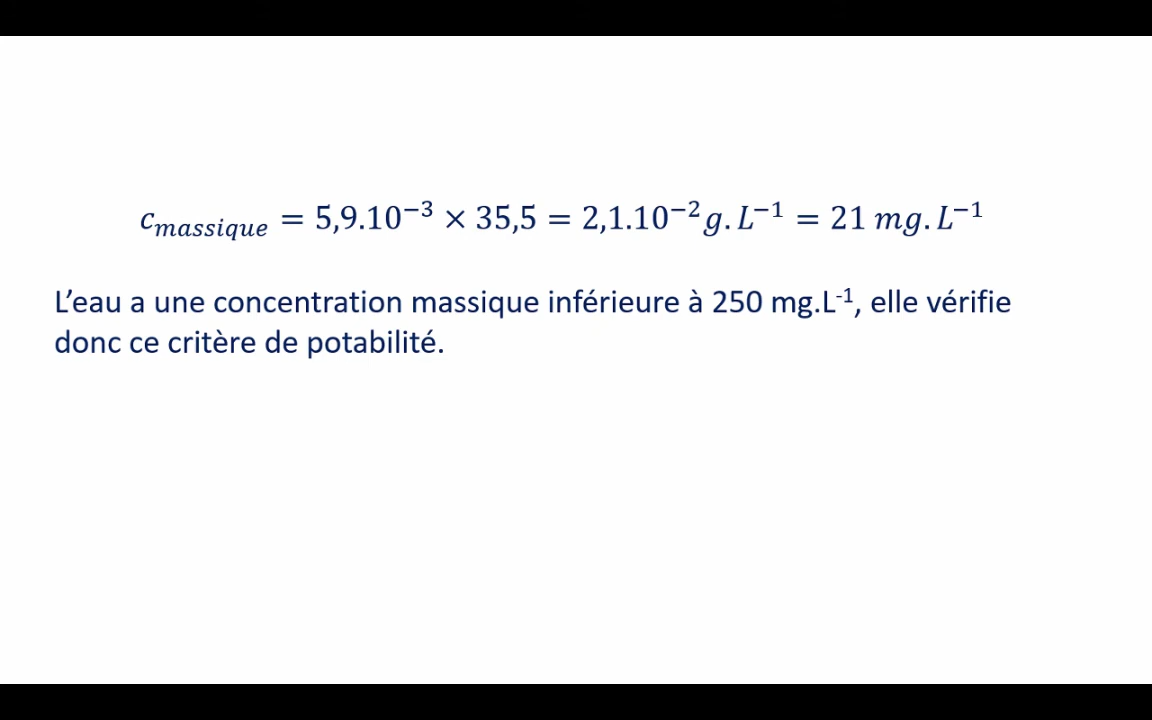 c_massique = 5,9.10⁻³ × 35,5 = 2,1.10⁻² g.L⁻¹ = 21 mg.L⁻¹
L’eau a une concentration massique inférieure à 250 mg.L⁻¹, elle vérifie
donc ce critère de potabilité.